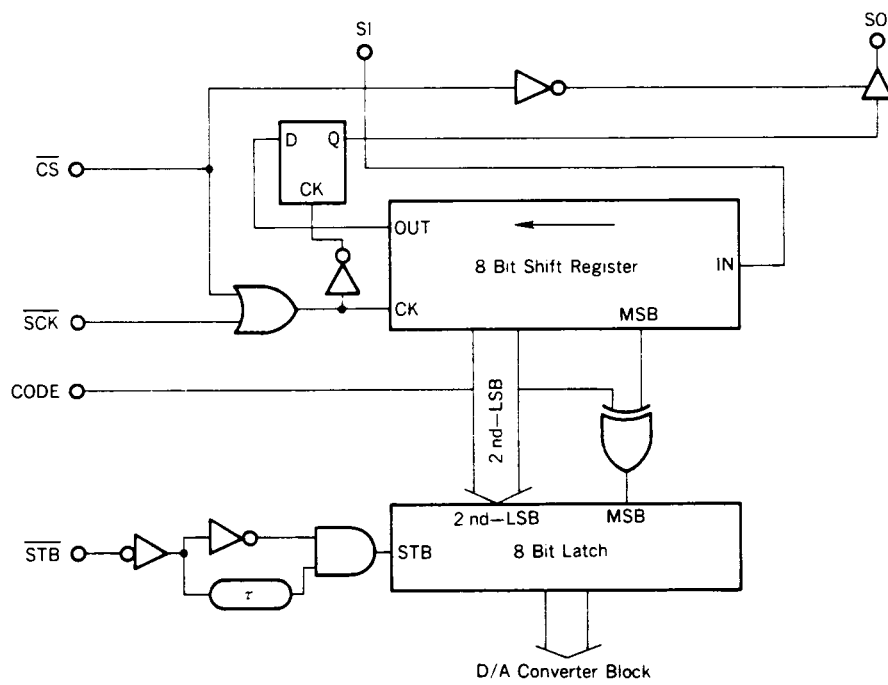 SI
SO
D Q
CK
CS
OUT
8 Bit Shift Register
IN
CK
MSB
SCK
CODE
2 nd–LSB
2 nd–LSB
MSB
STB
STB
8 Bit Latch
τ
D/A Converter Block